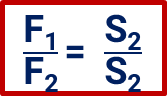 F₁ = S₂
F₂ S₂